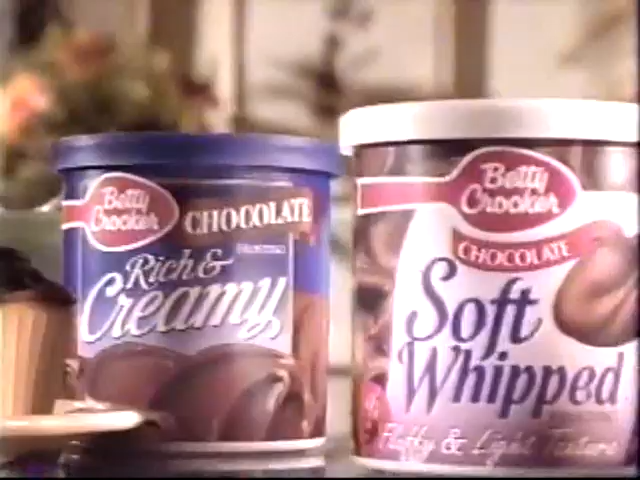 Betty
Crocker
CHOCOLATE
Rich &
Creamy
Betty
Crocker
CHOCOLATE
Soft
Whipped
Fluffy & Light Texture